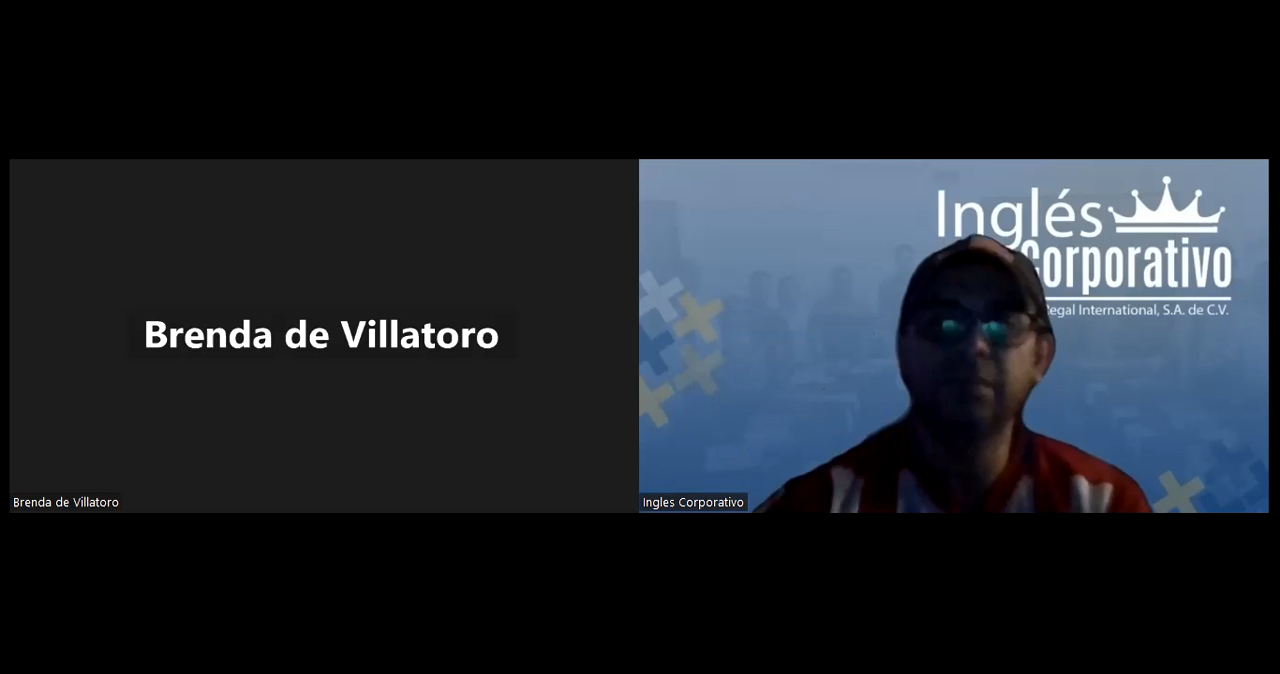 Brenda de Villatoro
Brenda de Villatoro
Inglés
Corporativo
Regal International, S.A. de C.V.
Ingles Corporativo